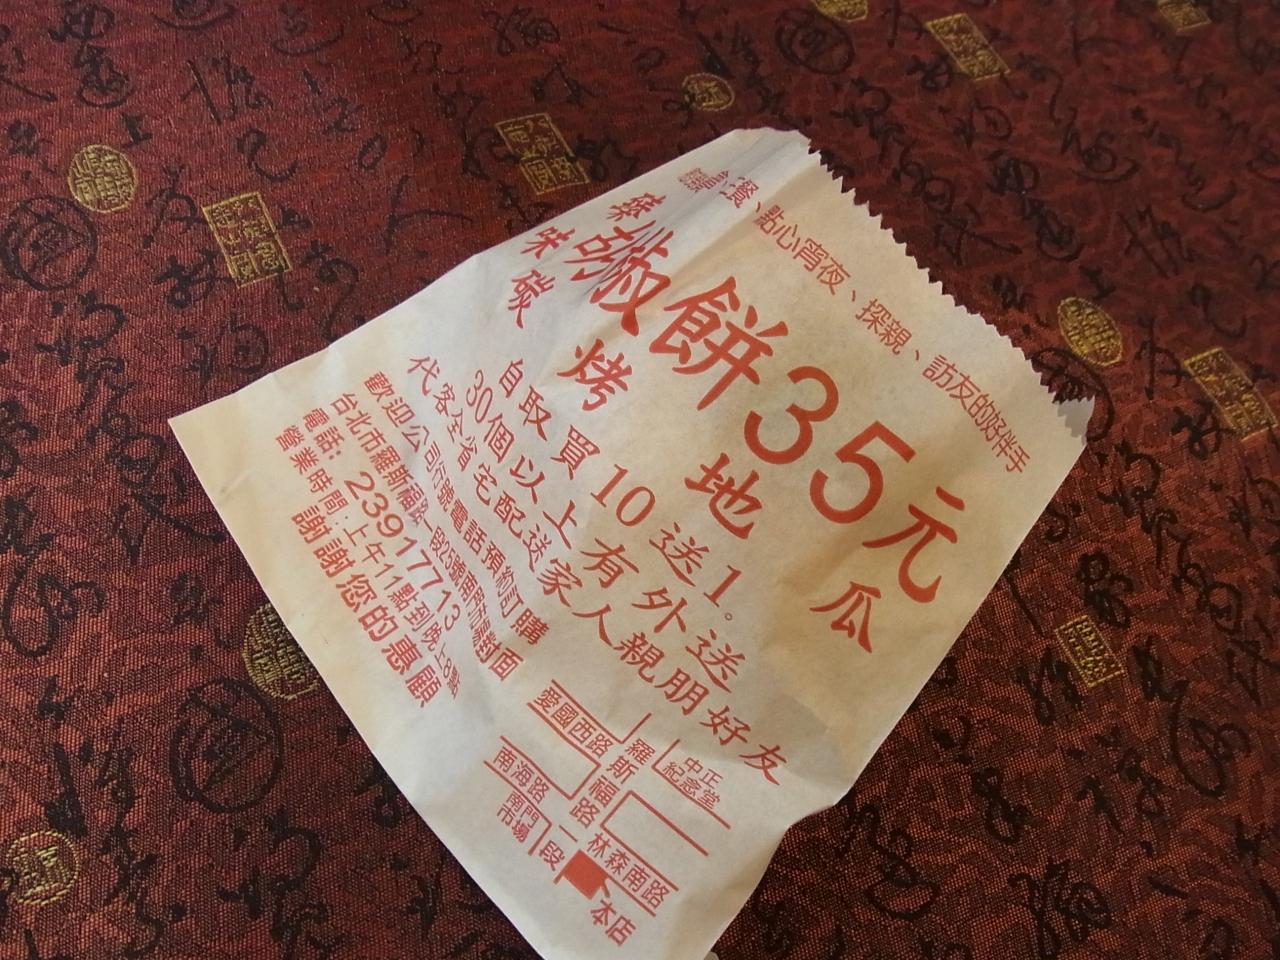 餐、點心宵夜、探親、訪友的好伴手
胡椒餅35元
碳烤地瓜
自取買10送1。
30個以上有外送
代客全省宅配送家人親朋好友
歡迎公司行號電話預約訂購
台北市羅斯福路一段25號南門市場對面
電話:23917713
營業時間:上午11點到晚上8點
謝謝您的惠顧
愛國西路
羅斯福路一段
中正紀念堂
南海路
南門市場
林森南路
本店